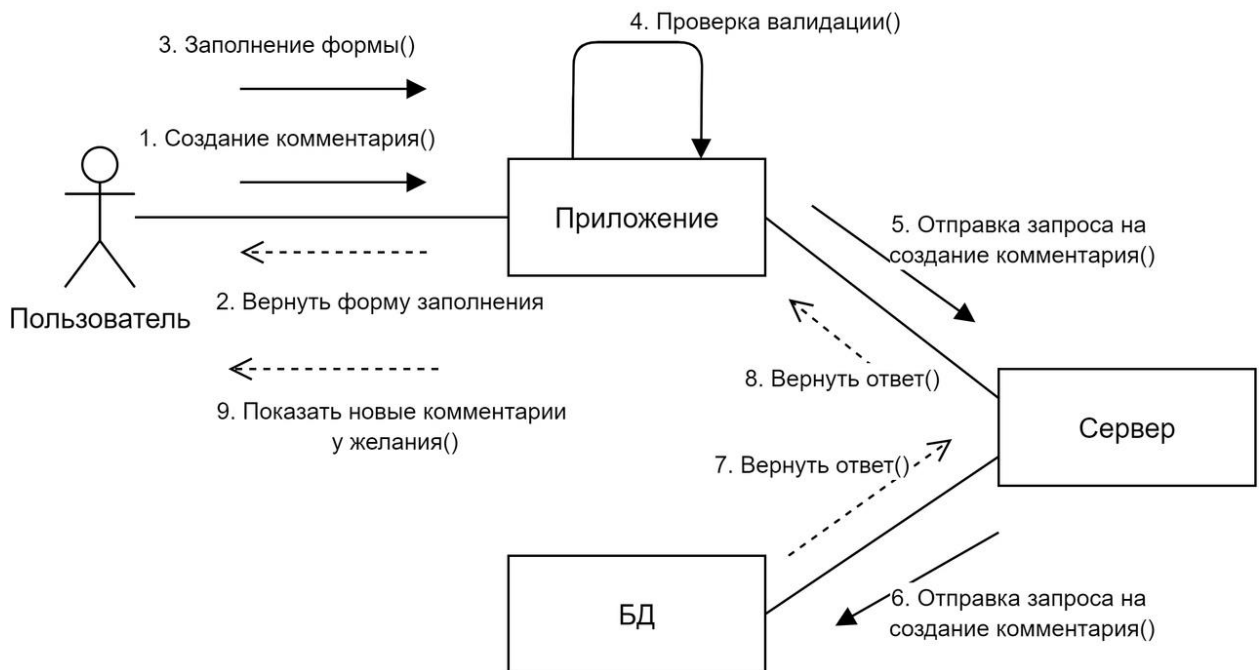 4. Проверка валидации()
3. Заполнение формы()
1. Создание комментария()
Приложение
5. Отправка запроса на
создание комментария()
2. Вернуть форму заполнения
Пользователь
8. Вернуть ответ()
9. Показать новые комментарии
у желания()
Сервер
7. Вернуть ответ()
6. Отправка запроса на
создание комментария()
БД